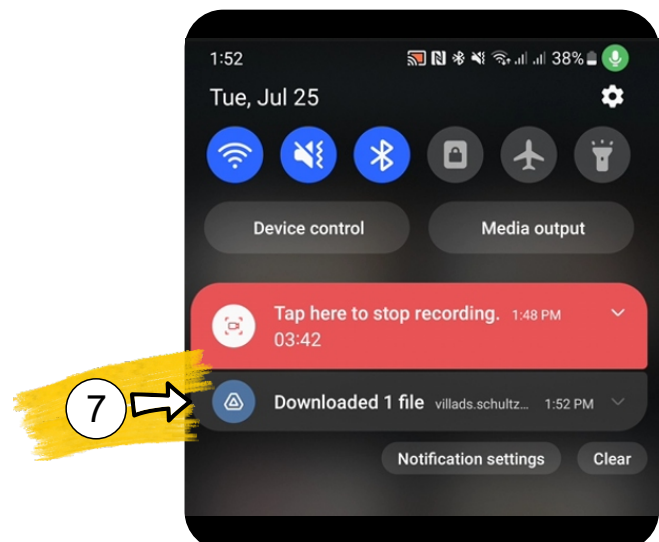 1:52 38%
Tue, Jul 25
Device control Media output
Tap here to stop recording. 1:48 PM
03:42
7 Downloaded 1 file villads.schultz... 1:52 PM
Notification settings Clear